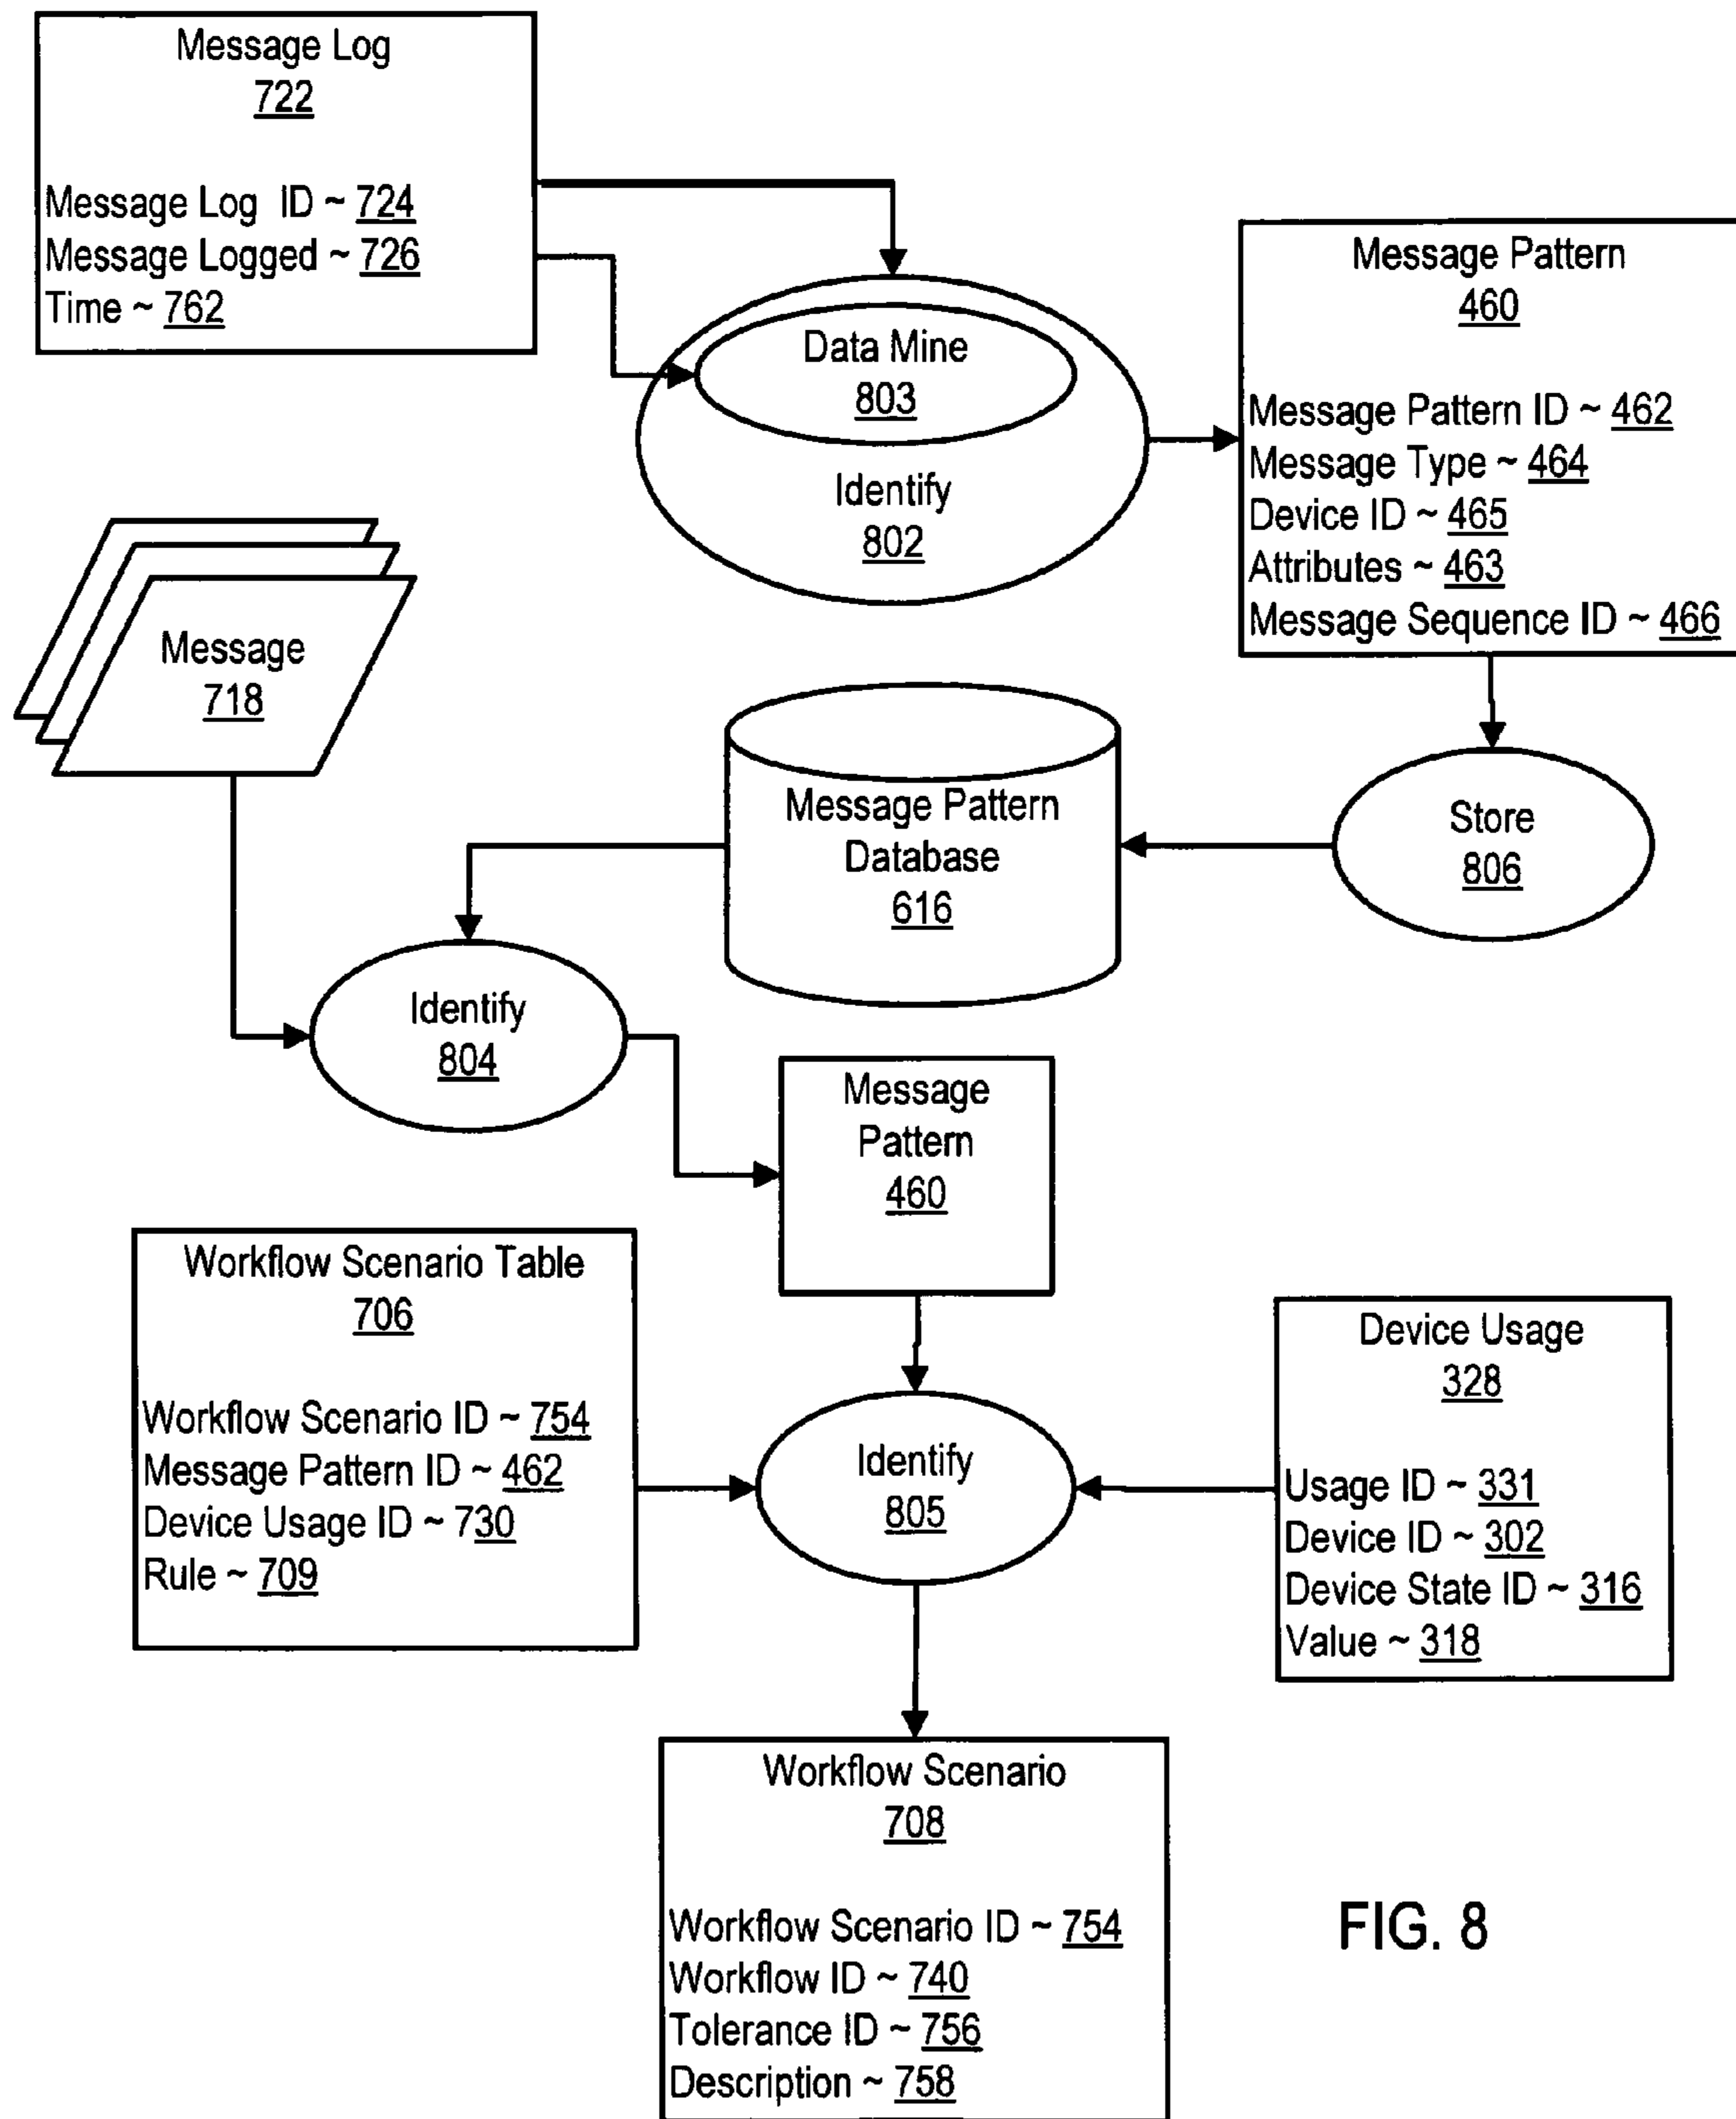 Message Log
722
Message Log ID ~ 724
Message Logged ~ 726
Time ~ 762
Data Mine
803
Identify
802
Message Pattern
460
Message Pattern ID ~ 462
Message Type ~ 464
Device ID ~ 465
Attributes ~ 463
Message Sequence ID ~ 466
Message
718
Message Pattern
Database
616
Store
806
Identify
804
Message
Pattern
460
Workflow Scenario Table
706
Workflow Scenario ID ~ 754
Message Pattern ID ~ 462
Device Usage ID ~ 730
Rule ~ 709
Identify
805
Device Usage
328
Usage ID ~ 331
Device ID ~ 302
Device State ID ~ 316
Value ~ 318
Workflow Scenario
708
Workflow Scenario ID ~ 754
Workflow ID ~ 740
Tolerance ID ~ 756
Description ~ 758
FIG. 8